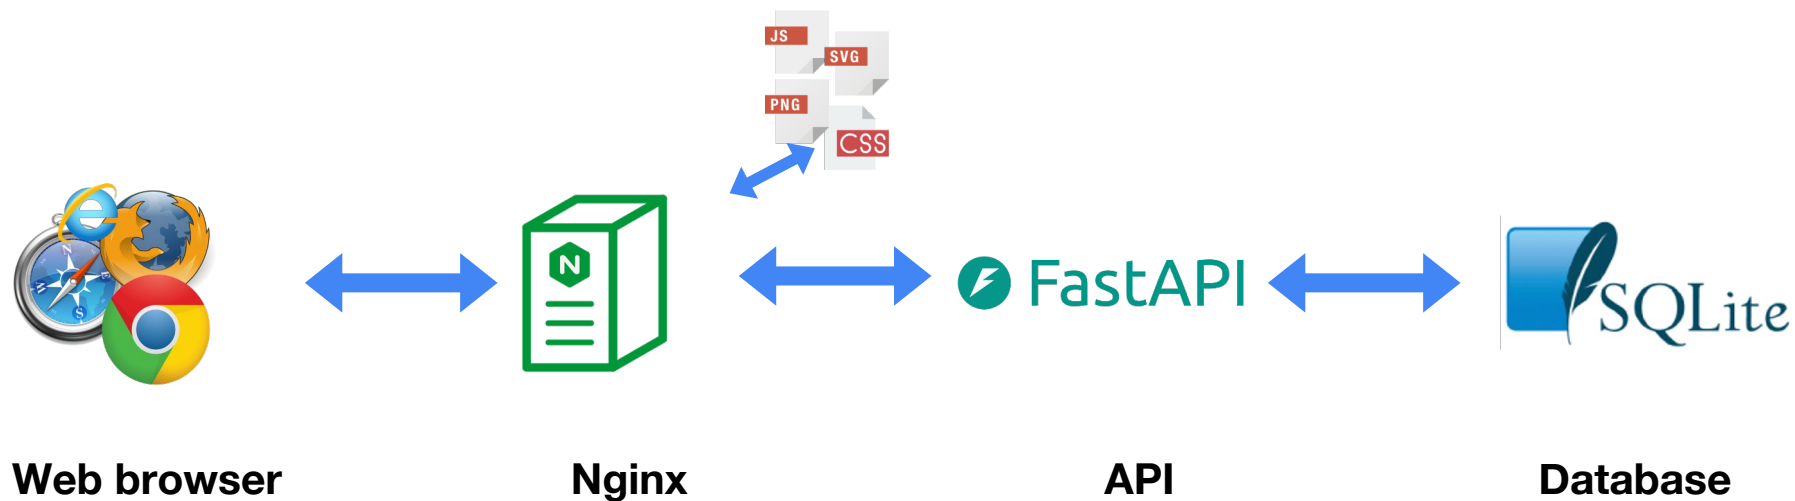 JS
SVG
PNG
CSS
N
N
W
S
FastAPI
SQLite
Web browser
Nginx
API
Database